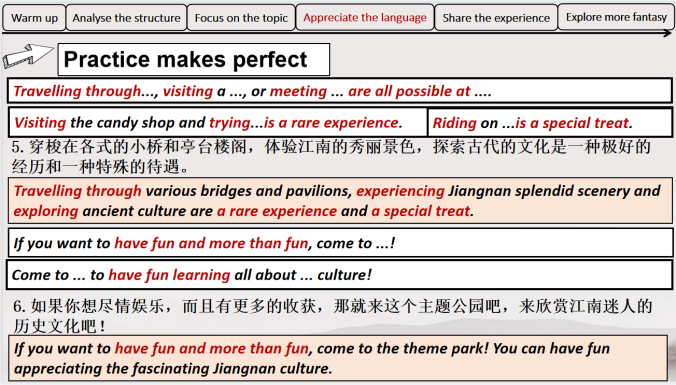 Warm up
Analyse the structure
Focus on the topic
Appreciate the language
Share the experience
Explore more fantasy
Practice makes perfect
Travelling through..., visiting a ..., or meeting ... are all possible at ....
Visiting the candy shop and trying...is a rare experience.
Riding on ...is a special treat.
5. 穿梭在各式的小桥和亭台楼阁，体验江南的秀丽景色，探索古代的文化是一种极好的
经历和一种特殊的待遇。
Travelling through various bridges and pavilions, experiencing Jiangnan splendid scenery and
exploring ancient culture are a rare experience and a special treat.
If you want to have fun and more than fun, come to ...!
Come to ... to have fun learning all about ... culture!
6. 如果你想尽情娱乐，而且有更多的收获，那就来这个主题公园吧，来欣赏江南迷人的
历史文化吧！
If you want to have fun and more than fun, come to the theme park! You can have fun
appreciating the fascinating Jiangnan culture.